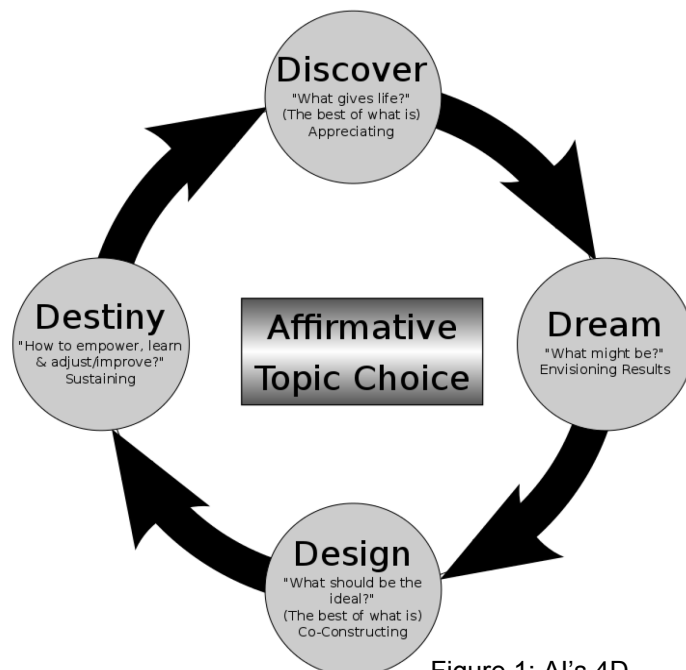 Discover
"What gives life?"
(The best of what is)
Appreciating
Destiny
"How to empower, learn
& adjust/improve?"
Sustaining
Affirmative
Topic Choice
Dream
"What might be?"
Envisioning Results
Design
"What should be the
ideal?"
(The best of what is)
Co-Constructing
Figure 1: AI's 4D